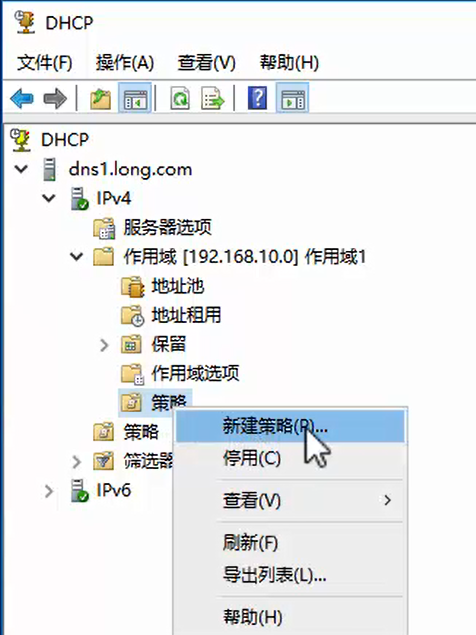 DHCP
文件(F) 操作(A) 查看(V) 帮助(H)
DHCP
dns1.long.com
IPv4
服务器选项
作用域 [192.168.10.0] 作用域1
地址池
地址租用
保留
作用域选项
策略
策略
筛选器
IPv6
新建策略(P)...
停用(C)
查看(V)
刷新(F)
导出列表(L)...
帮助(H)